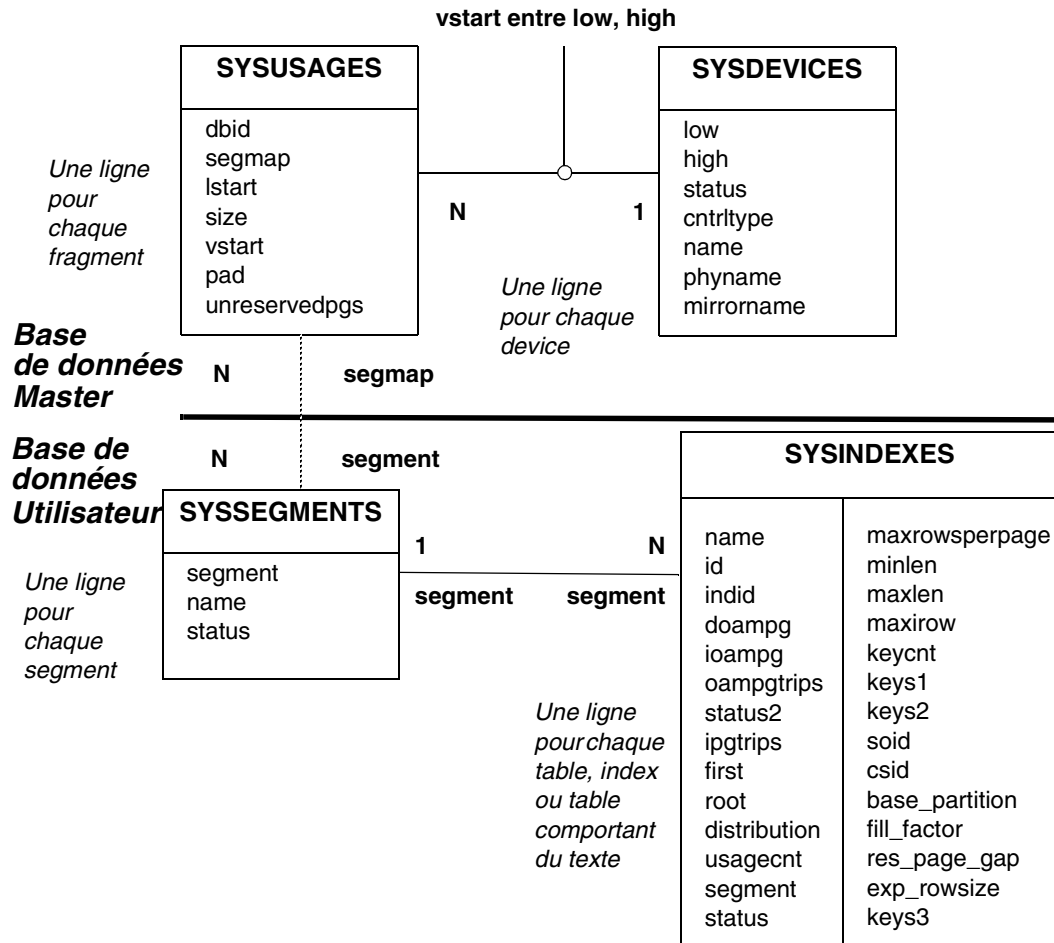 vstart entre low, high
SYSUSAGES
dbid
segmap
lstart
size
vstart
pad
unreservedpgs
Une ligne
pour
chaque
fragment
N
1
SYSDEVICES
low
high
status
cntrltype
name
phyname
mirrorname
Une ligne
pour chaque
device
Base
de données
Master
N
segmap
Base de
données
Utilisateur
N
segment
SYSSEGMENTS
segment
name
status
Une ligne
pour
chaque
segment
1
N
segment
segment
SYSINDEXES
name
id
indid
doampg
ioampg
oampgtrips
status2
ipgtrips
first
root
distribution
usagecnt
segment
status
maxrowsperpage
minlen
maxlen
maxirow
keycnt
keys1
keys2
soid
csid
base_partition
fill_factor
res_page_gap
exp_rowsize
keys3
Une ligne
pour chaque
table, index
ou table
comportant
du texte